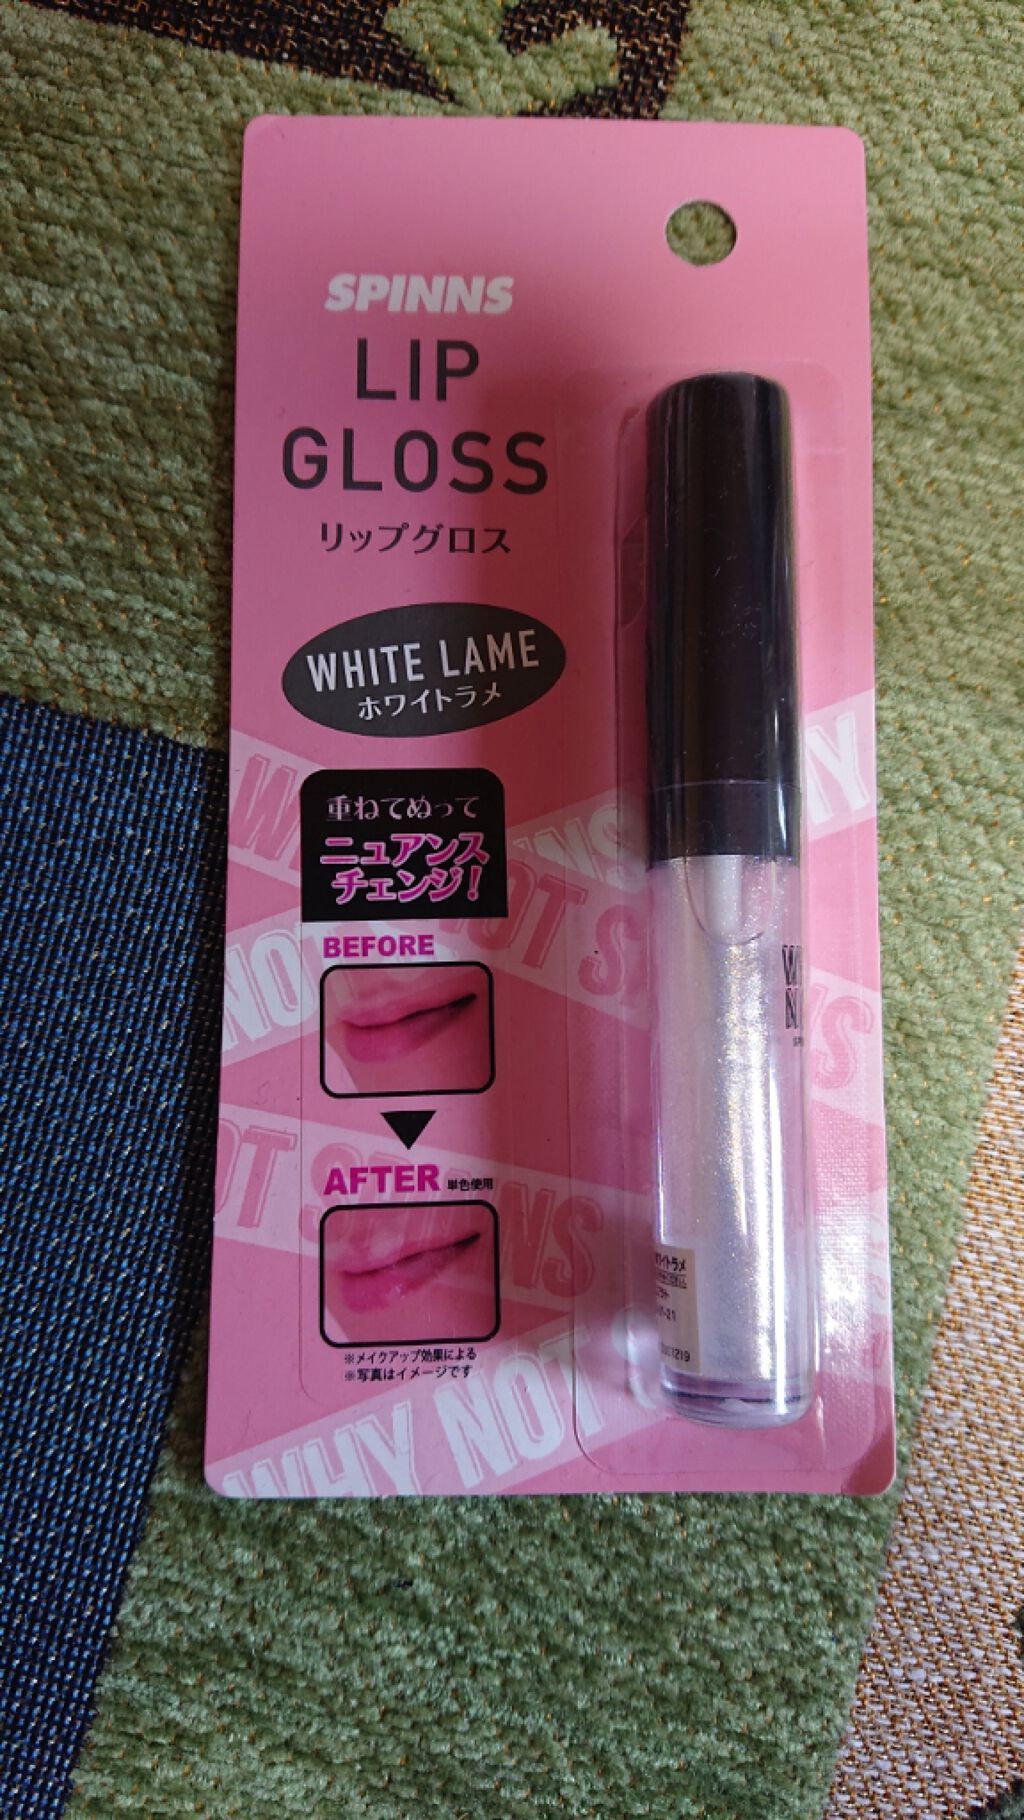 SPINNS
LIP
GLOSS
リップグロス
WHITE LAME
ホワイトラメ
重ねてぬって
ニュアンス
チェンジ!
BEFORE
AFTER 単色使用
※メイクアップ効果による
※写真はイメージです
WHY NOT